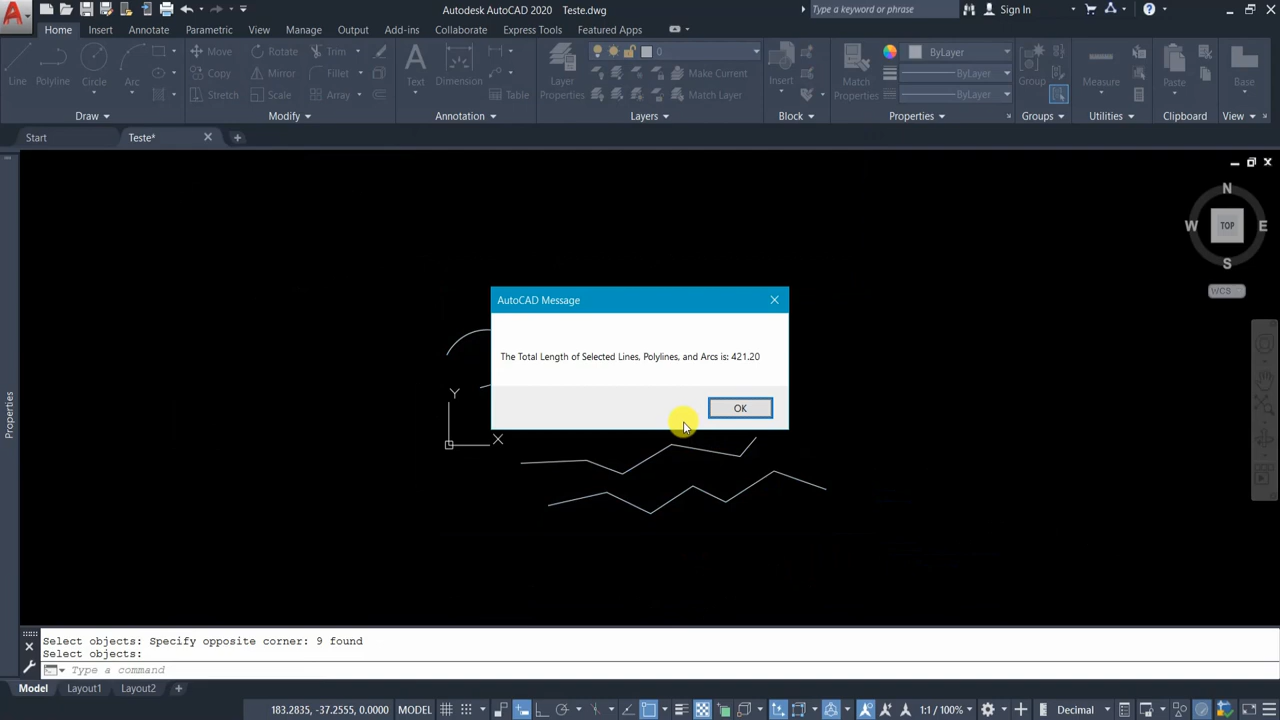 Autodesk AutoCAD 2020 Teste.dwg
Type a keyword or phrase
Sign In
Home Insert Annotate Parametric View Manage Output Add-ins Collaborate Express Tools Featured Apps
Line
Polyline
Circle
Arc
Move
Rotate
Trim
Copy
Mirror
Fillet
Stretch
Scale
Array
Text
Dimension
Table
Layer
Properties
0
Make Current
Match Layer
Insert
Match
Properties
ByLayer
ByLayer
ByLayer
Group
Measure
Paste
Base
Draw
Modify
Annotation
Layers
Block
Properties
Groups
Utilities
Clipboard
View
Start
Teste*
N
W
TOP
E
S
WCS
AutoCAD Message
The Total Length of Selected Lines, Polylines, and Arcs is: 421.20
OK
Y
X
Properties
Select objects: Specify opposite corner: 9 found
Select objects:
Type a command
Model Layout1 Layout2
183.2835, -37.2555, 0.0000
MODEL
1:1 / 100%
Decimal